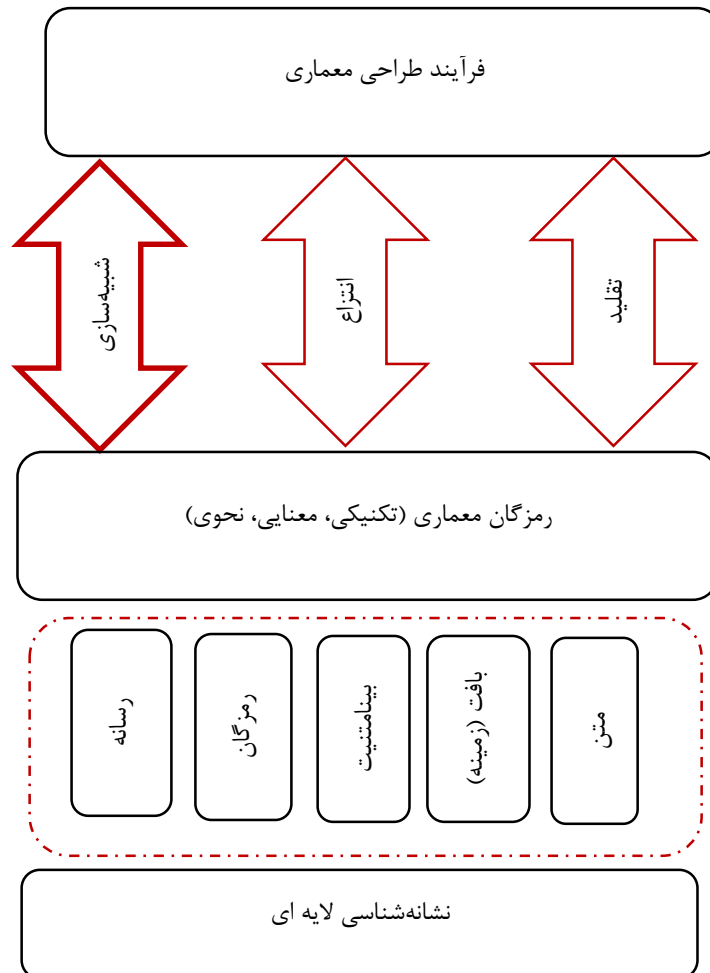 فرآیند طراحی معماری
تقلید
انتزاع
شبیه‌سازی
رمزگان معماری (تکنیکی، معنایی، نحوی)
متن
بافت (زمینه)
بینامتنیت
رمزگان
رسانه
نشانه‌شناسی لایه ای